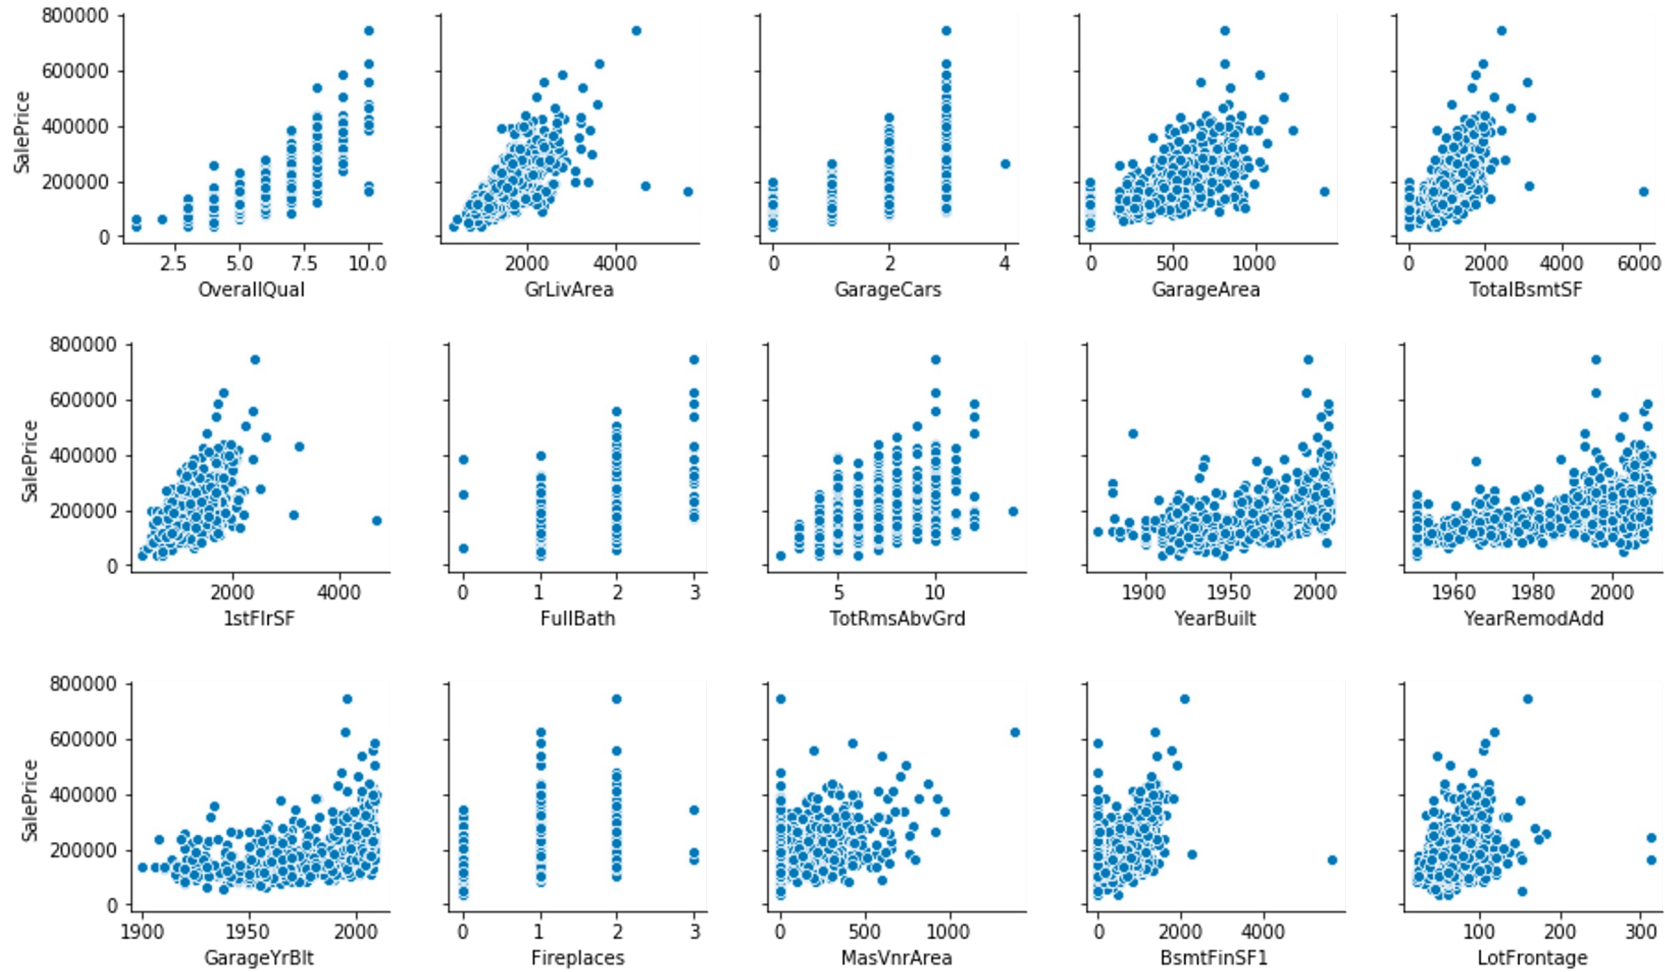 800000
600000
400000
200000
0
SalePrice
2.5 5.0 7.5 10.0
OverallQual
2000 4000
GrLivArea
0 2 4
GarageCars
0 500 1000
GarageArea
0 2000 4000 6000
TotalBsmtSF
800000
600000
400000
200000
0
SalePrice
2000 4000
1stFlrSF
0 1 2 3
FullBath
5 10
TotRmsAbvGrd
1900 1950 2000
YearBuilt
1960 1980 2000
YearRemodAdd
800000
600000
400000
200000
0
SalePrice
1900 1950 2000
GarageYrBlt
0 1 2 3
Fireplaces
0 500 1000
MasVnrArea
0 2000 4000
BsmtFinSF1
100 200 300
LotFrontage